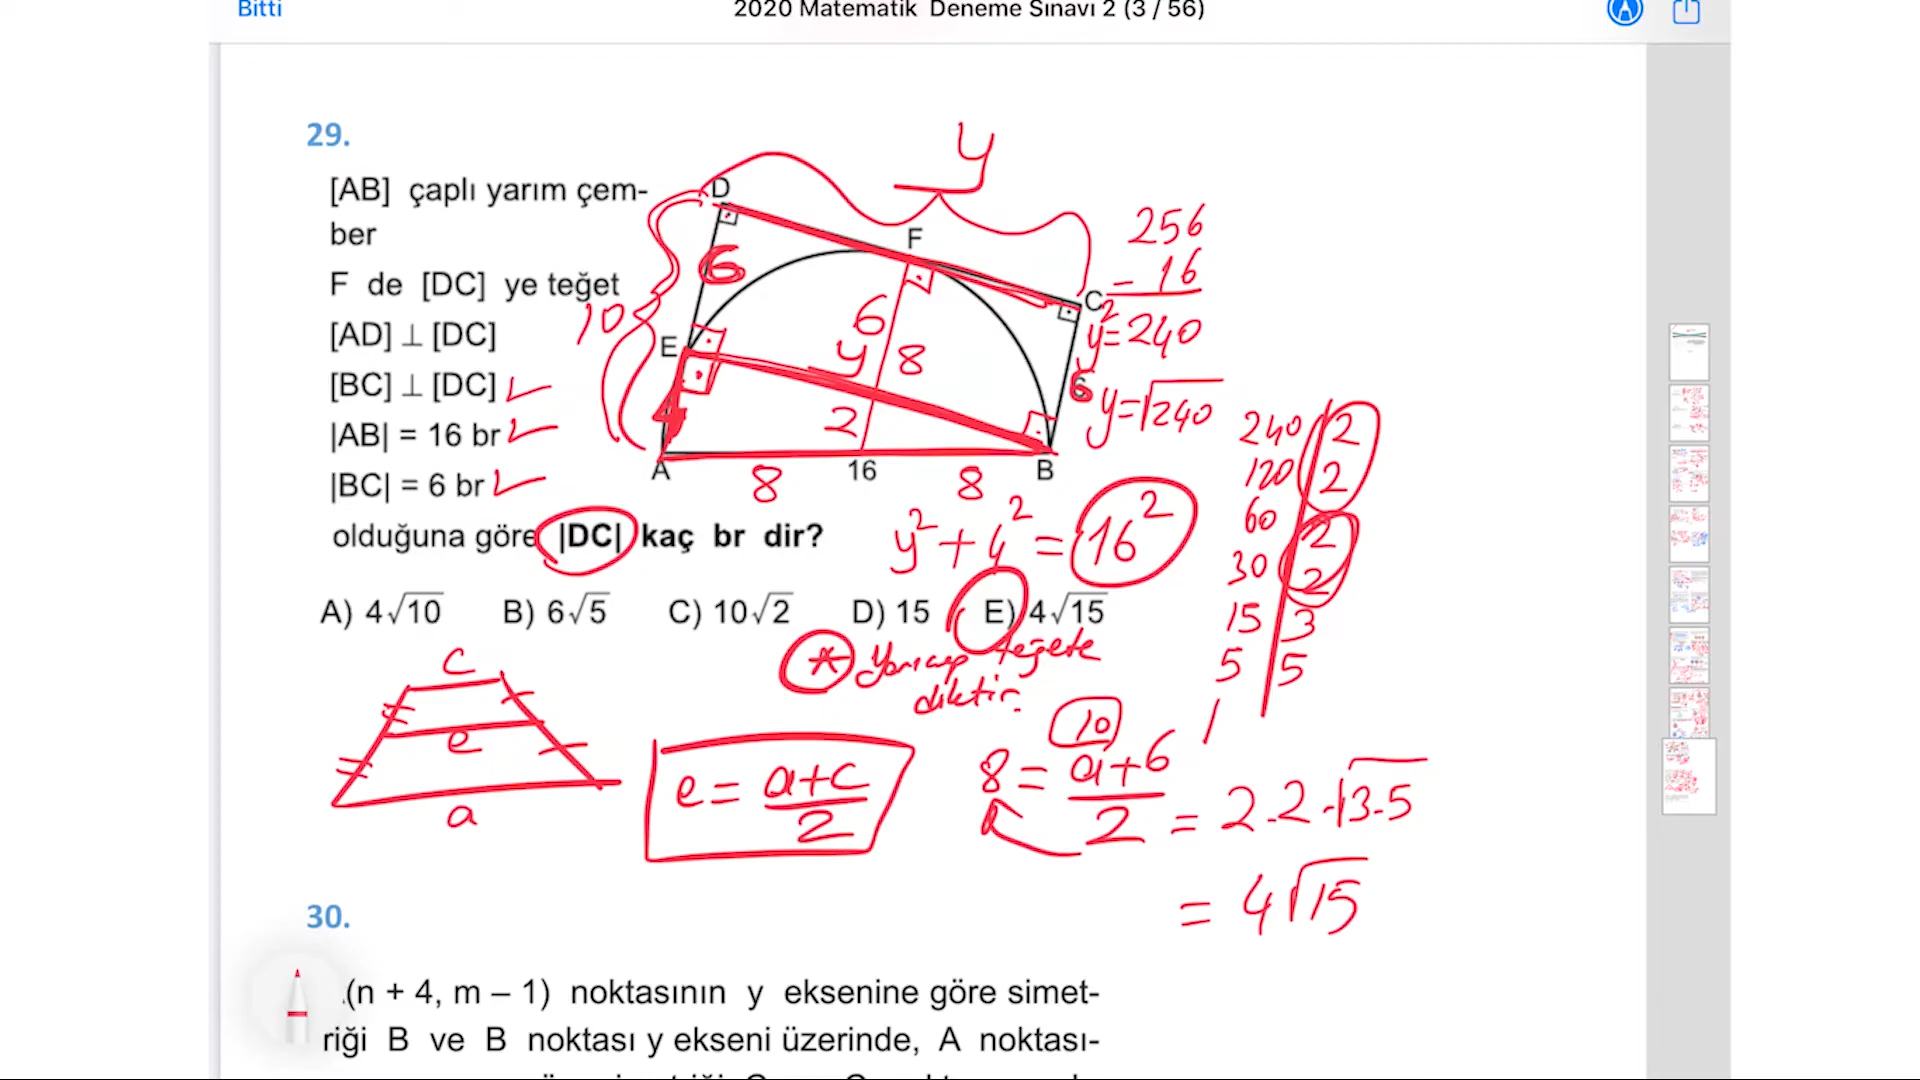 Bitti
2020 Matematik Deneme Sınavı 2 (3 / 56)
29.
[AB] çaplı yarım çem-
ber
F de [DC] ye teğet
[AD] ⊥ [DC]
[BC] ⊥ [DC]
|AB| = 16 br
|BC| = 6 br
olduğuna göre |DC| kaç br dir?
A) 4√10 B) 6√5 C) 10√2 D) 15 E) 4√15
y
D
F
C
E
A
B
16
6
10
4
6
8
y
2
6
8
8
256
- 16
y²=240
y=√240
240 2
120 2
60 2
30 2
15 3
5 5
1
y² + 4² = 16²
* Yarıçap teğete
diktir.
c
e
a
e = a+c / 2
10
8 = a+6 / 2
= 2.2.√3.5
= 4√15
30.
(n + 4, m – 1) noktasının y eksenine göre simet-
riği B ve B noktası y ekseni üzerinde, A noktası-